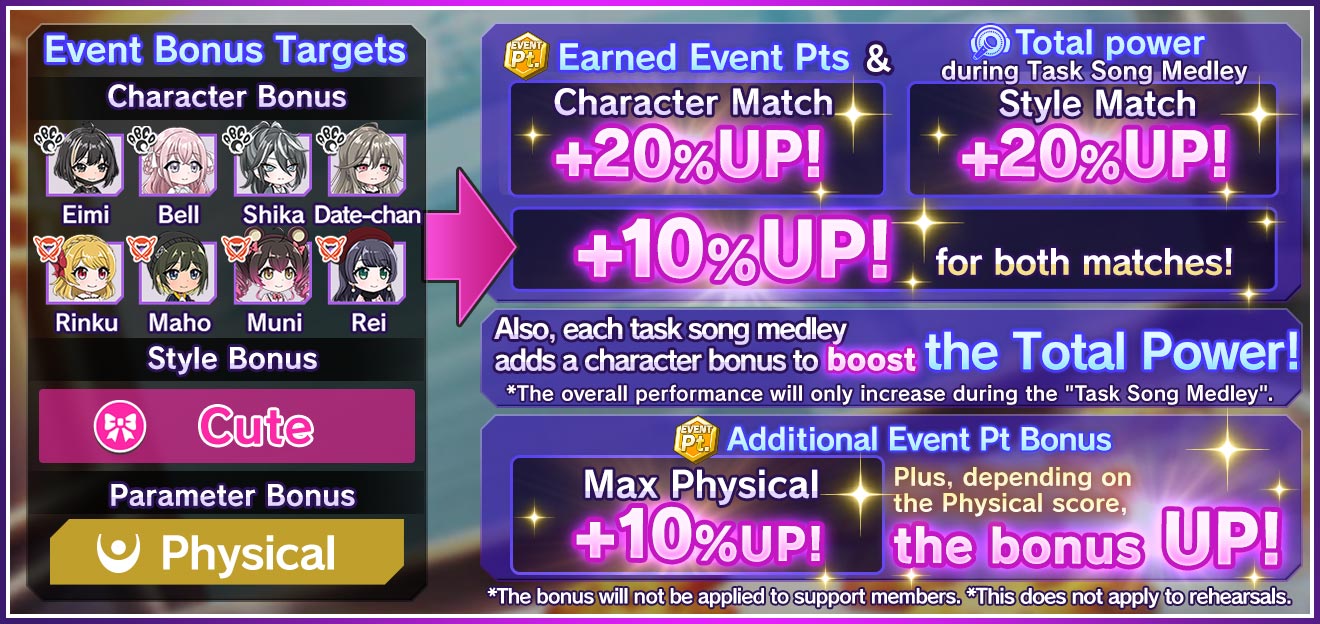 Event Bonus Targets
Character Bonus
Eimi Bell Shika Date-chan
Rinku Maho Muni Rei
Style Bonus
Cute
Parameter Bonus
Physical
EVENT Pt. Earned Event Pts &
Total power
during Task Song Medley
Character Match
+20%UP!
Style Match
+20%UP!
+10%UP! for both matches!
Also, each task song medley
adds a character bonus to boost the Total Power!
*The overall performance will only increase during the "Task Song Medley".
EVENT Pt. Additional Event Pt Bonus
Max Physical
+10%UP!
Plus, depending on
the Physical score,
the bonus UP!
*The bonus will not be applied to support members. *This does not apply to rehearsals.